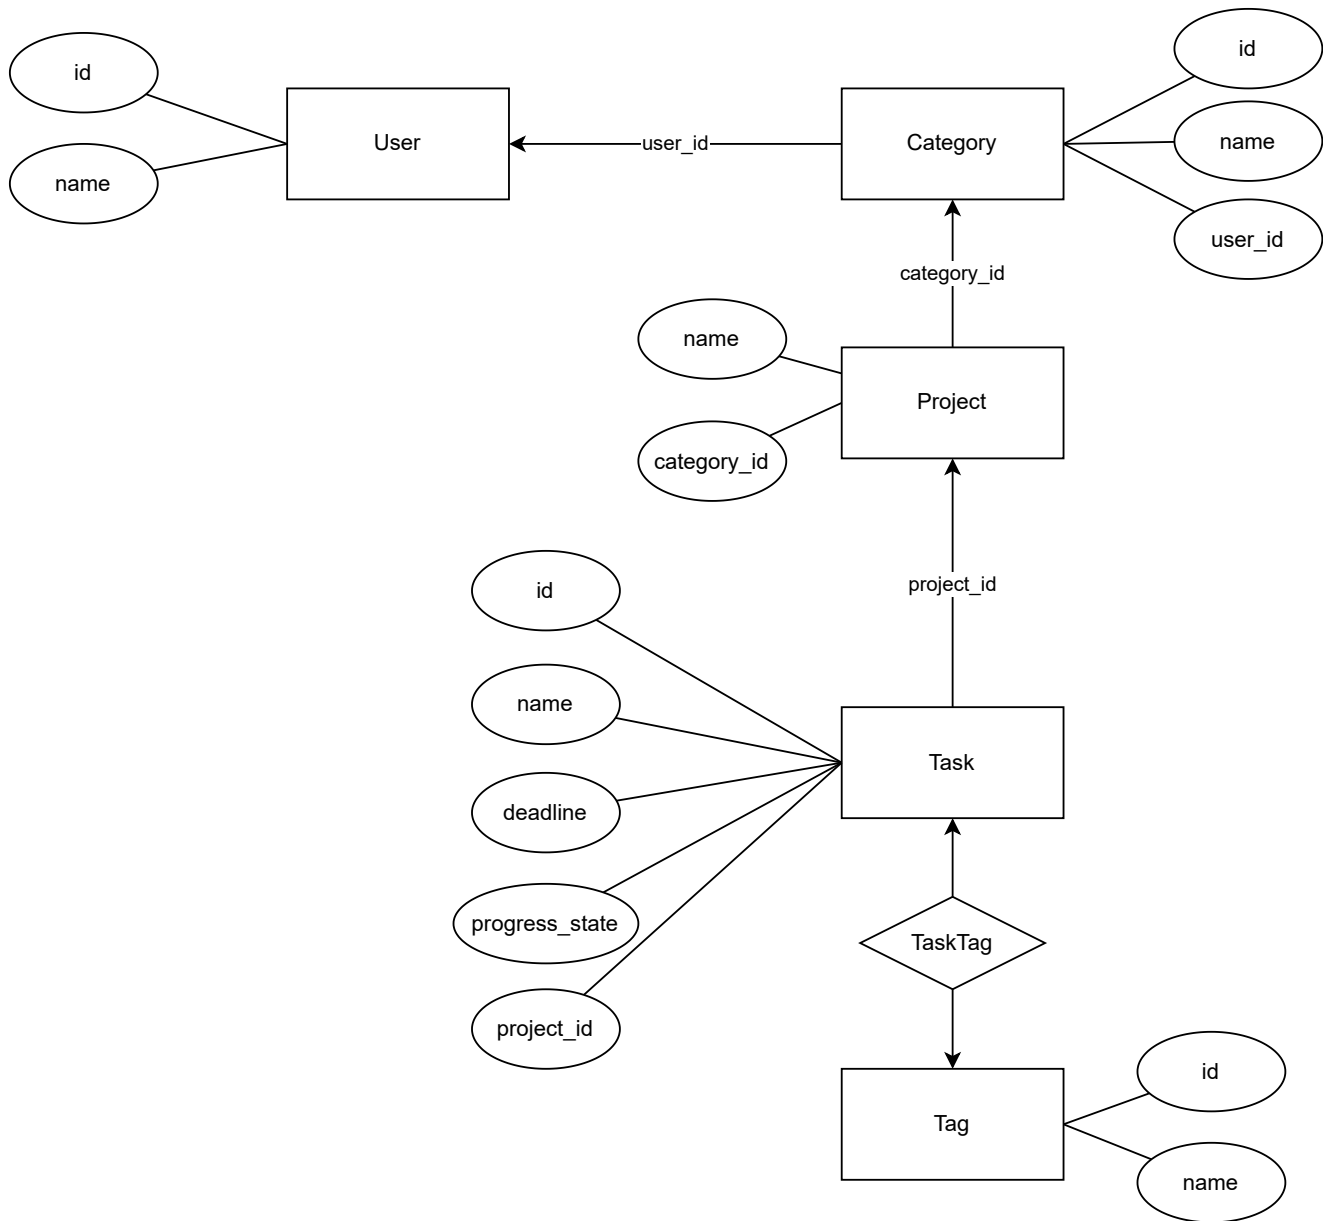 id
id
User
user_id
Category
name
name
user_id
category_id
name
Project
category_id
id
project_id
name
Task
deadline
progress_state
TaskTag
project_id
id
Tag
name